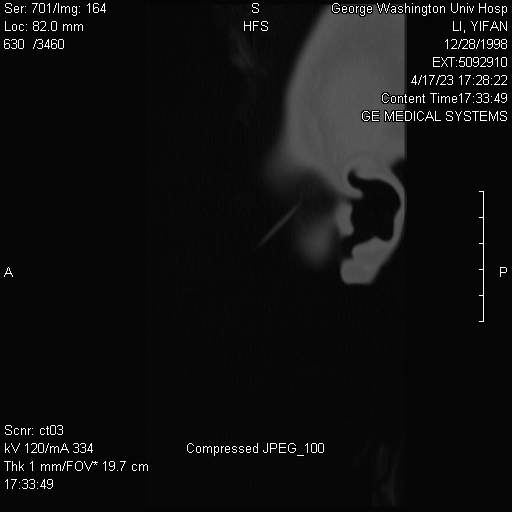 Ser: 701/Img: 164
Loc: 82.0 mm
630 /3460
S
HFS
George Washington Univ Hosp
LI, YIFAN
12/28/1998
EXT:5092910
4/17/23 17:28:22
Content Time17:33:49
GE MEDICAL SYSTEMS
A
P
Scnr: ct03
kV 120/mA 334
Thk 1 mm/FOV* 19.7 cm
17:33:49
Compressed JPEG_100